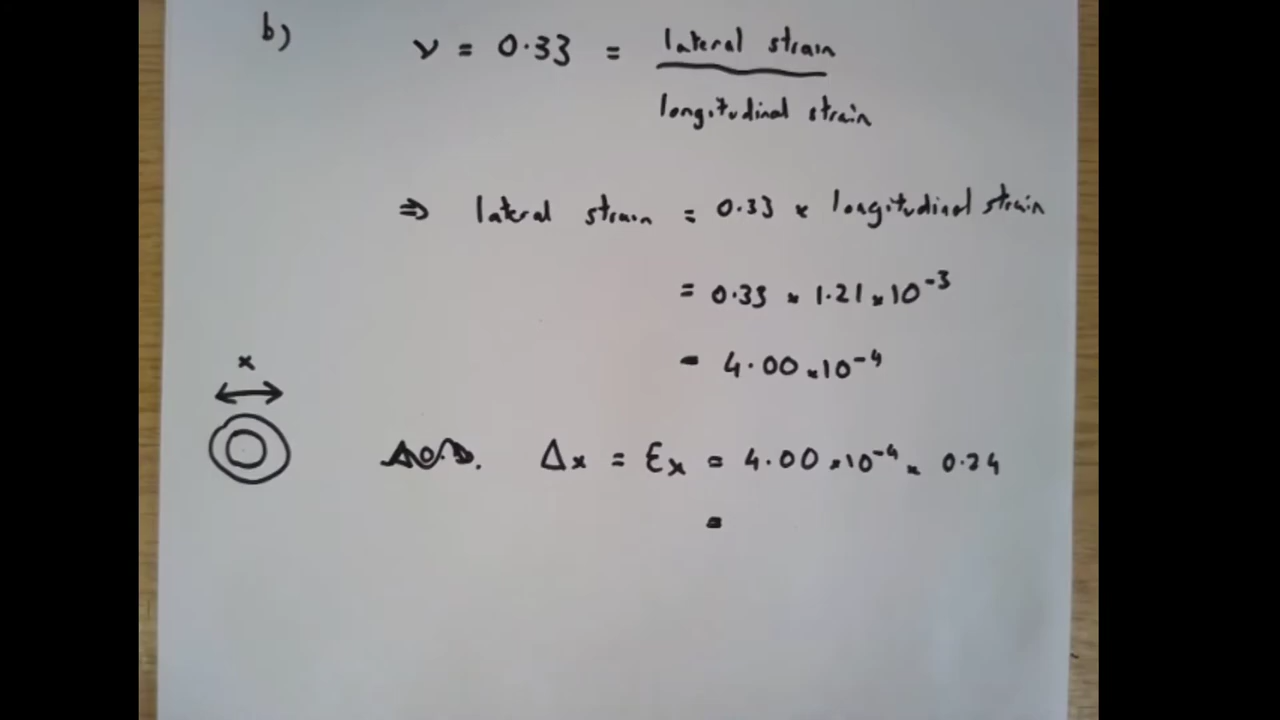 b)
ν = 0.33 = lateral strain / longitudinal strain
⇒ lateral strain = 0.33 × longitudinal strain
= 0.33 × 1.21 × 10⁻³
= 4.00 × 10⁻⁴
x
Δx = Ɛx = 4.00 × 10⁻⁴ × 0.24
=